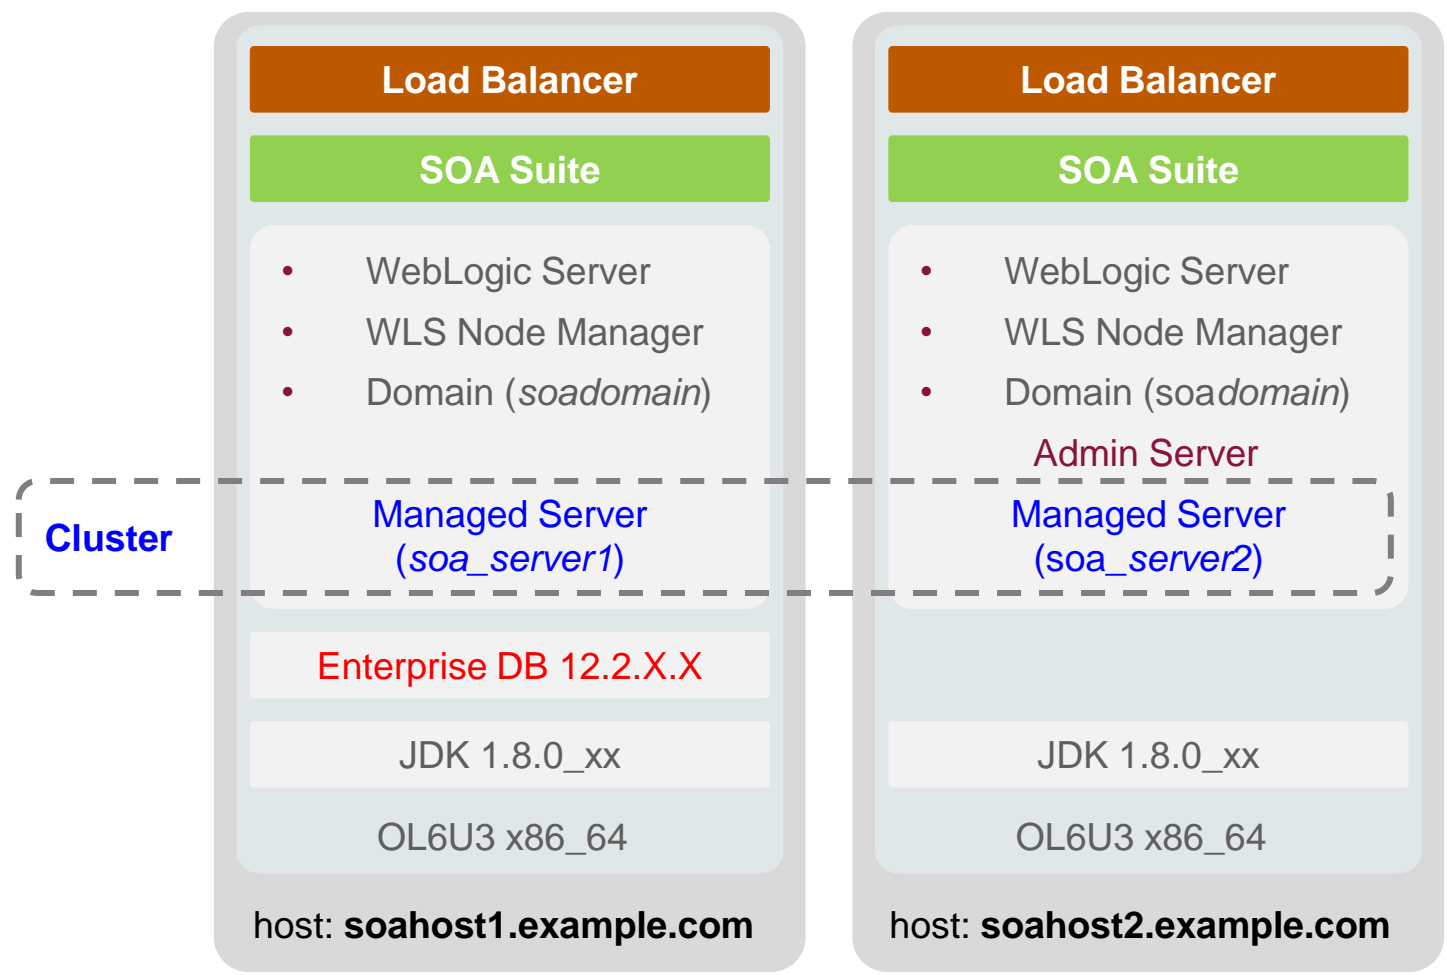 Load Balancer
SOA Suite
• WebLogic Server
• WLS Node Manager
• Domain (soadomain)
Cluster
Managed Server
(soa_server1)
Enterprise DB 12.2.X.X
JDK 1.8.0_xx
OL6U3 x86_64
host: soahost1.example.com
Load Balancer
SOA Suite
• WebLogic Server
• WLS Node Manager
• Domain (soadomain)
Admin Server
Managed Server
(soa_server2)
JDK 1.8.0_xx
OL6U3 x86_64
host: soahost2.example.com